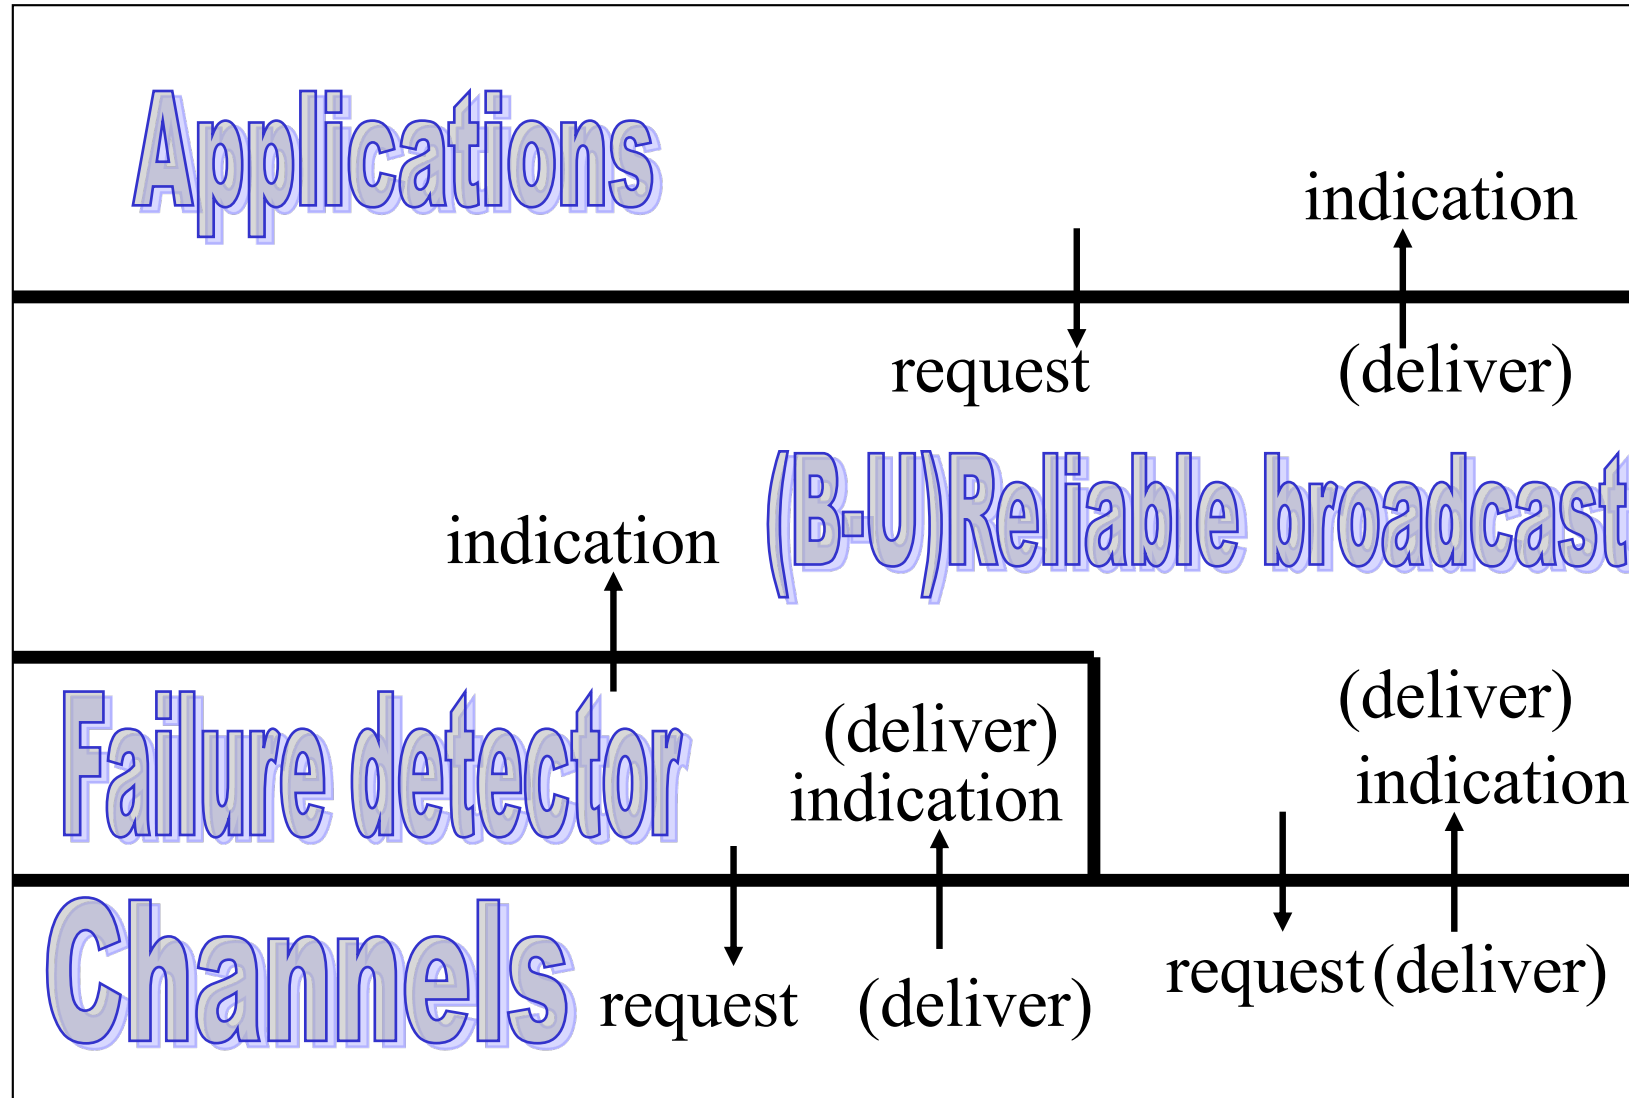 Applications
indication
request
(deliver)
(B-U)Reliable broadcast
indication
Failure detector
(deliver)
indication
(deliver)
indication
Channels
request
(deliver)
request
(deliver)